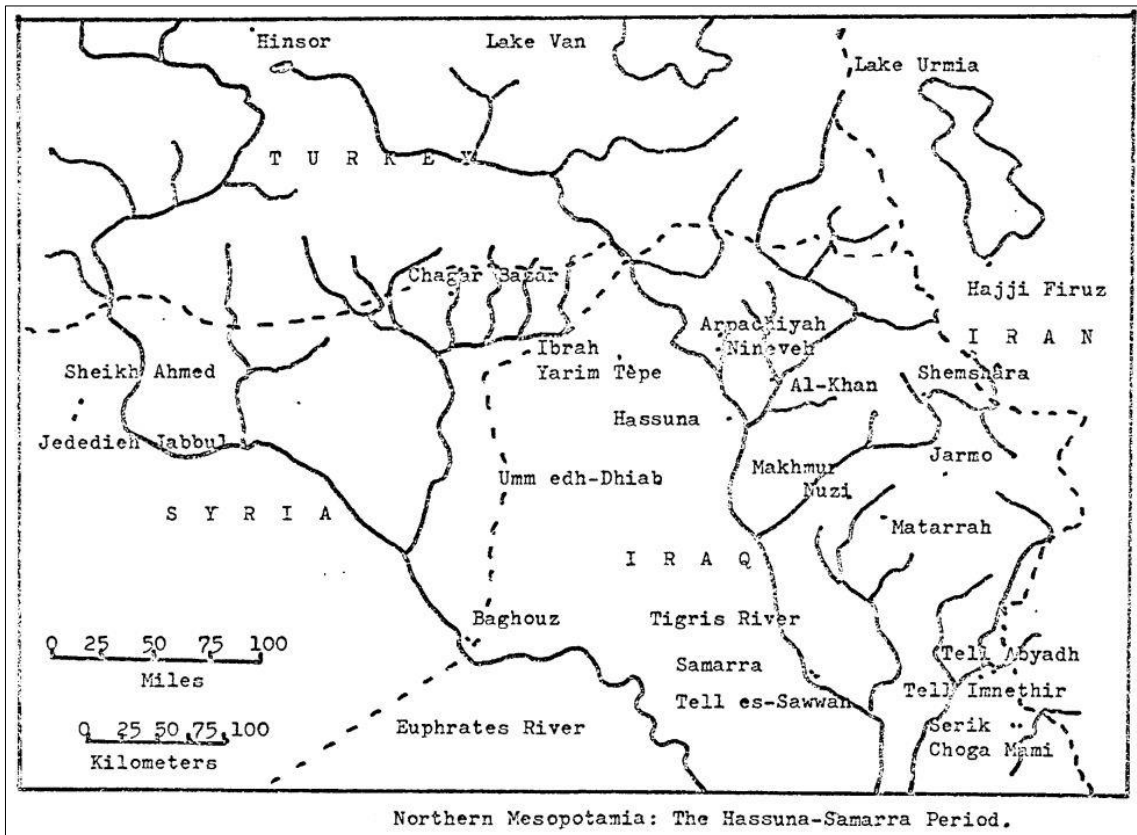 Hinsor
Lake Van
Lake Urmia
T U R K E Y
Chagar Bazar
Hajji Firuz
Arpachiyah
I R A N
Nineveh
Ibrah
Yarim Tepe
Sheikh Ahmed
Al-Khan
Shemshara
Hassuna
Jededieh Jabbul
Makhmur
Jarmo
Umm edh-Dhiab
Nuzi
S Y R I A
Matarrah
I R A Q
Baghouz
Tigris River
0 25 50 75 100
Miles
Samarra
Tell Abyadh
Tell es-Sawwan
Tell Imnethir
Euphrates River
Serik
0 25 50 75 100
Kilometers
Choga Mami
Northern Mesopotamia: The Hassuna-Samarra Period.